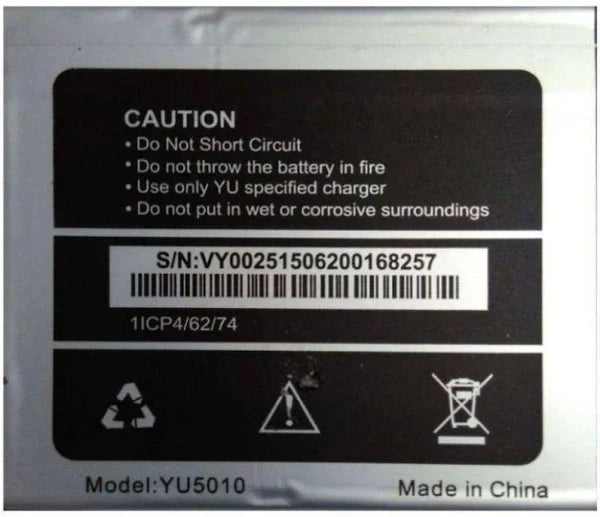 CAUTION
• Do Not Short Circuit
• Do not throw the battery in fire
• Use only YU specified charger
• Do not put in wet or corrosive surroundings
S/N:VY00251506200168257
1ICP4/62/74
Model:YU5010
Made in China